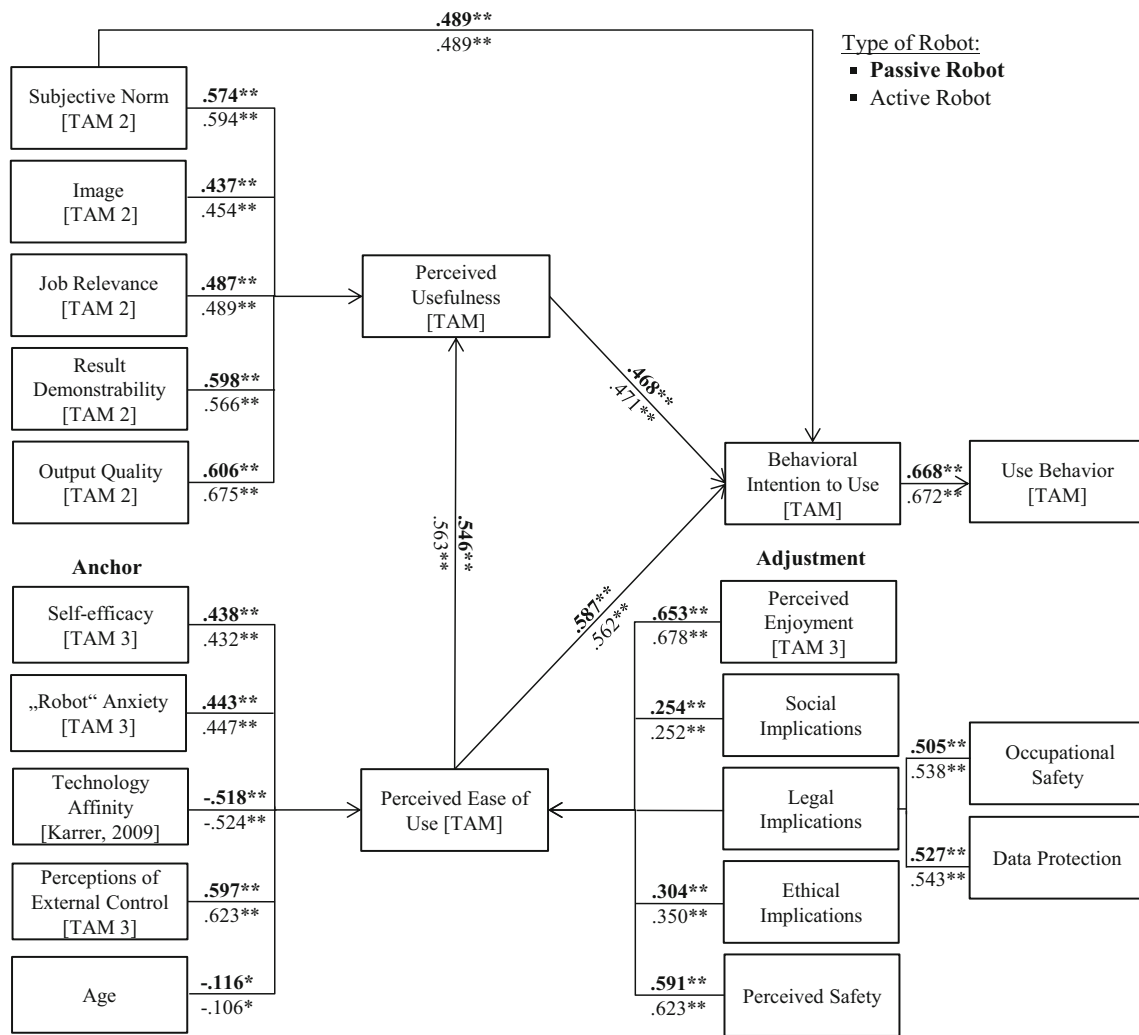 .489**
.489**
Type of Robot:
▪ Passive Robot
▪ Active Robot
Subjective Norm
[TAM 2]
.574**
.594**
Image
[TAM 2]
.437**
.454**
Job Relevance
[TAM 2]
.487**
.489**
Result
Demonstrability
[TAM 2]
.598**
.566**
Output Quality
[TAM 2]
.606**
.675**
Perceived
Usefulness
[TAM]
.468**
.471**
Behavioral
Intention to Use
[TAM]
.668**
.672**
Use Behavior
[TAM]
.546**
.563**
.587**
.562**
Anchor
Self-efficacy
[TAM 3]
.438**
.432**
„Robot“ Anxiety
[TAM 3]
.443**
.447**
Technology
Affinity
[Karrer, 2009]
-.518**
-.524**
Perceptions of
External Control
[TAM 3]
.597**
.623**
Age
-.116*
-.106*
Perceived Ease of
Use [TAM]
Adjustment
.653**
.678**
Perceived
Enjoyment
[TAM 3]
.254**
.252**
Social
Implications
Legal
Implications
.505**
.538**
Occupational
Safety
.527**
.543**
Data Protection
.304**
.350**
Ethical
Implications
.591**
.623**
Perceived Safety